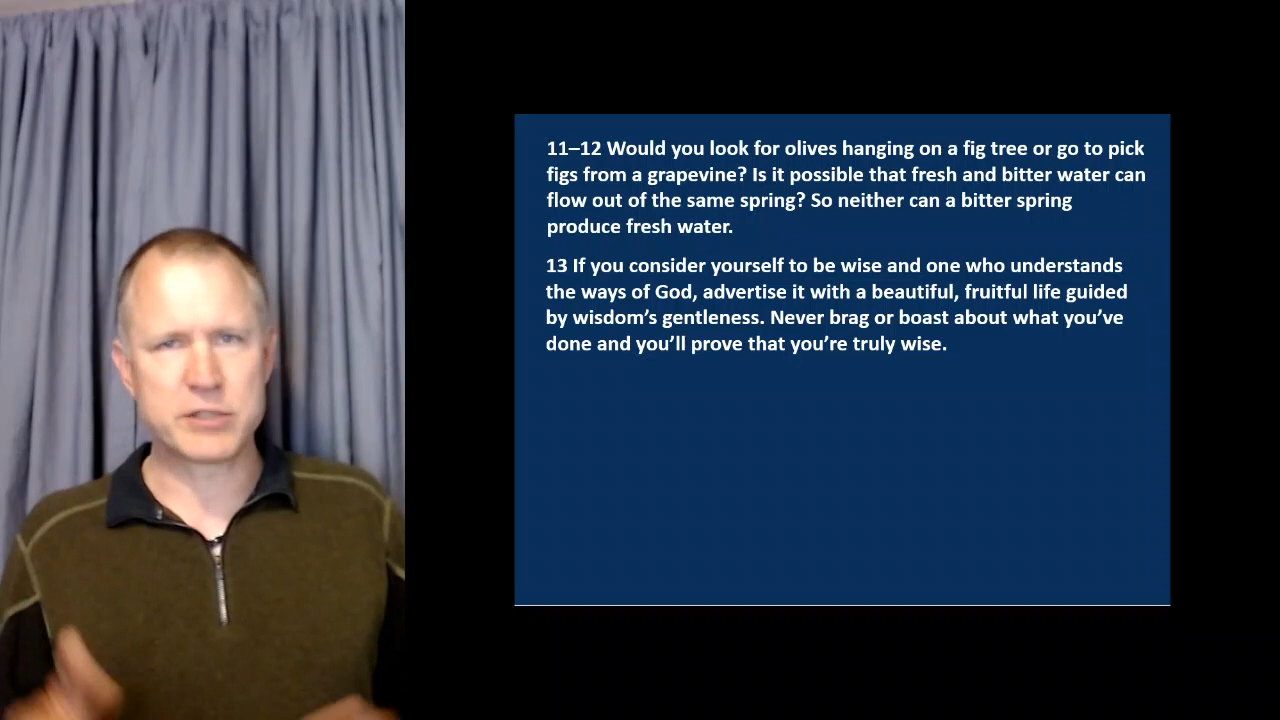 11–12 Would you look for olives hanging on a fig tree or go to pick
figs from a grapevine? Is it possible that fresh and bitter water can
flow out of the same spring? So neither can a bitter spring
produce fresh water.
13 If you consider yourself to be wise and one who understands
the ways of God, advertise it with a beautiful, fruitful life guided
by wisdom’s gentleness. Never brag or boast about what you’ve
done and you’ll prove that you’re truly wise.